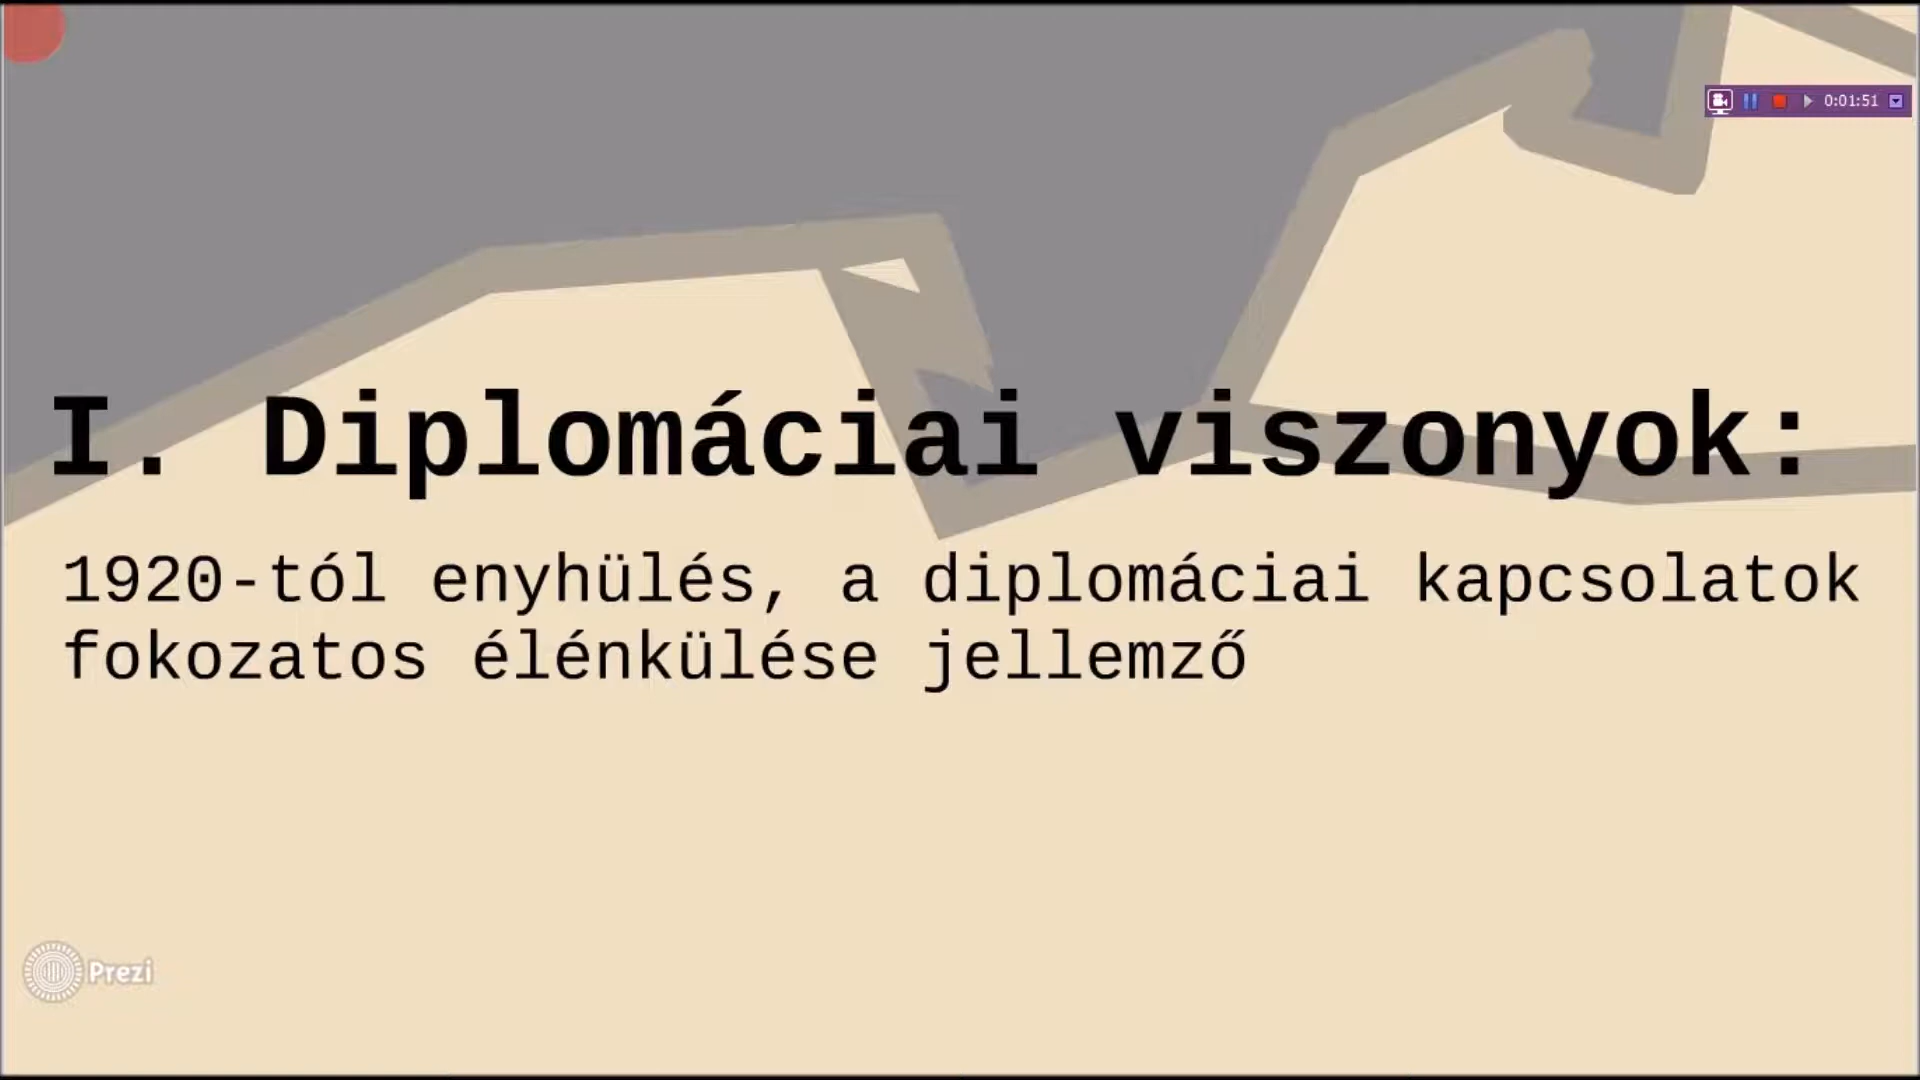 0:01:51
I. Diplomáciai viszonyok:
1920-tól enyhülés, a diplomáciai kapcsolatok
fokozatos élénkülése jellemző
Prezi